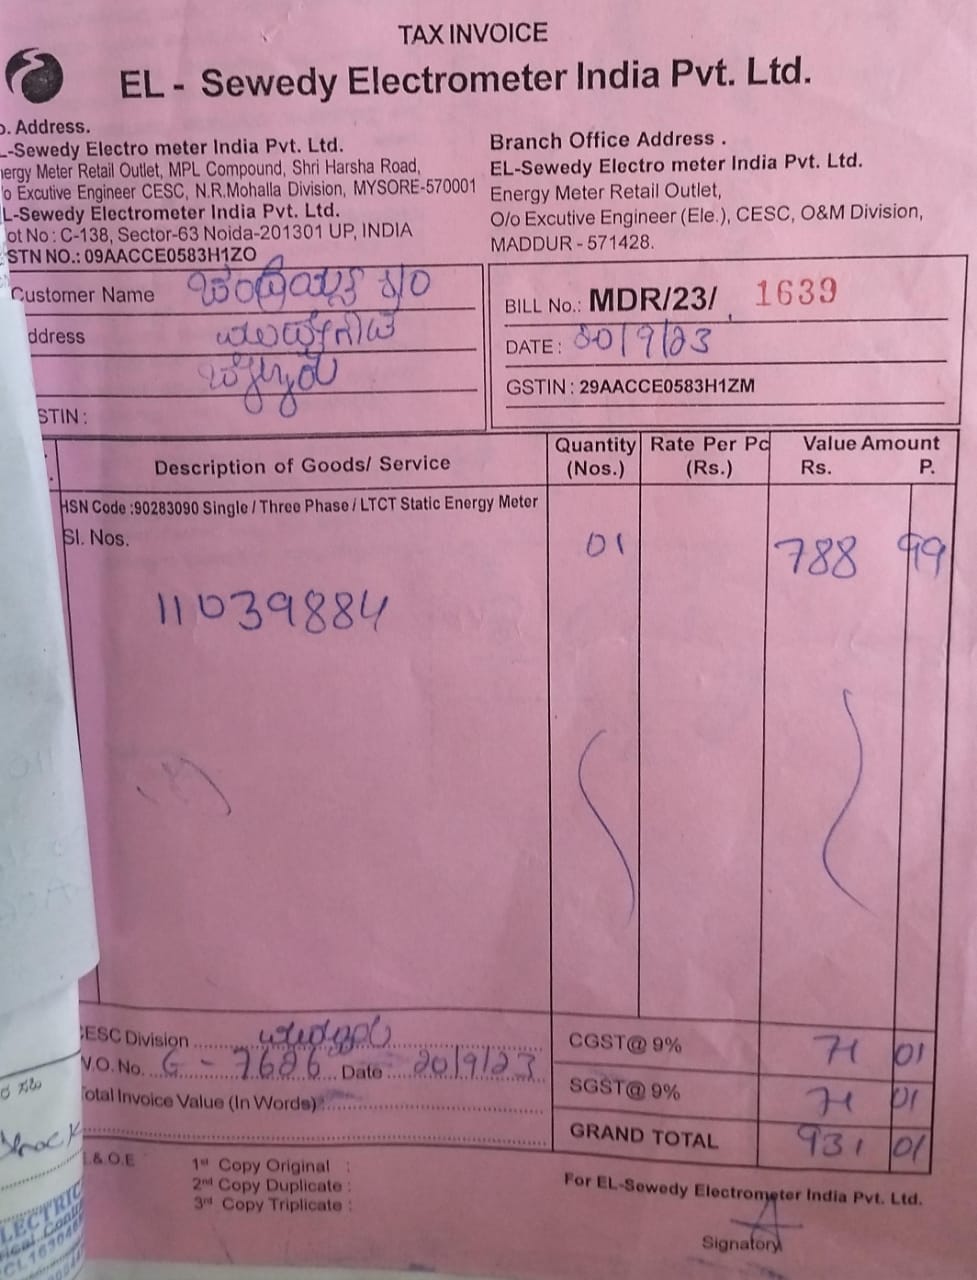 TAX INVOICE
EL - Sewedy Electrometer India Pvt. Ltd.
o. Address.
L-Sewedy Electro meter India Pvt. Ltd.
nergy Meter Retail Outlet, MPL Compound, Shri Harsha Road,
/o Excutive Engineer CESC, N.R.Mohalla Division, MYSORE-570001
L-Sewedy Electrometer India Pvt. Ltd.
ot No : C-138, Sector-63 Noida-201301 UP, INDIA
STN NO.: 09AACCE0583H1ZO
Branch Office Address .
EL-Sewedy Electro meter India Pvt. Ltd.
Energy Meter Retail Outlet,
O/o Excutive Engineer (Ele.), CESC, O&M Division,
MADDUR - 571428.
Customer Name S/O
ddress
STIN :
BILL No.: MDR/23/ 1639
DATE : 20/9/23
GSTIN : 29AACCE0583H1ZM
Description of Goods/ Service
Quantity (Nos.)
Rate Per Pc (Rs.)
Value Amount
Rs. P.
HSN Code :90283090 Single / Three Phase / LTCT Static Energy Meter
Sl. Nos. 01 788 99
11039884
CESC Division
W.O. No. G - 7626 Date 20/9/23
Total Invoice Value (In Words)
CGST@ 9% 71 01
SGST@ 9% 71 01
GRAND TOTAL 931 01
E.&O.E
1st Copy Original :
2nd Copy Duplicate :
3rd Copy Triplicate :
For EL-Sewedy Electrometer India Pvt. Ltd.
Signatory
LECTRIC